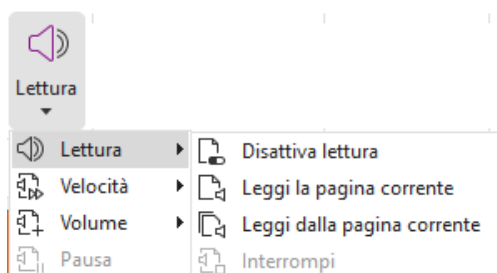 Lettura
Lettura
Disattiva lettura
Velocità
Leggi la pagina corrente
Volume
Leggi dalla pagina corrente
Pausa
Interrompi